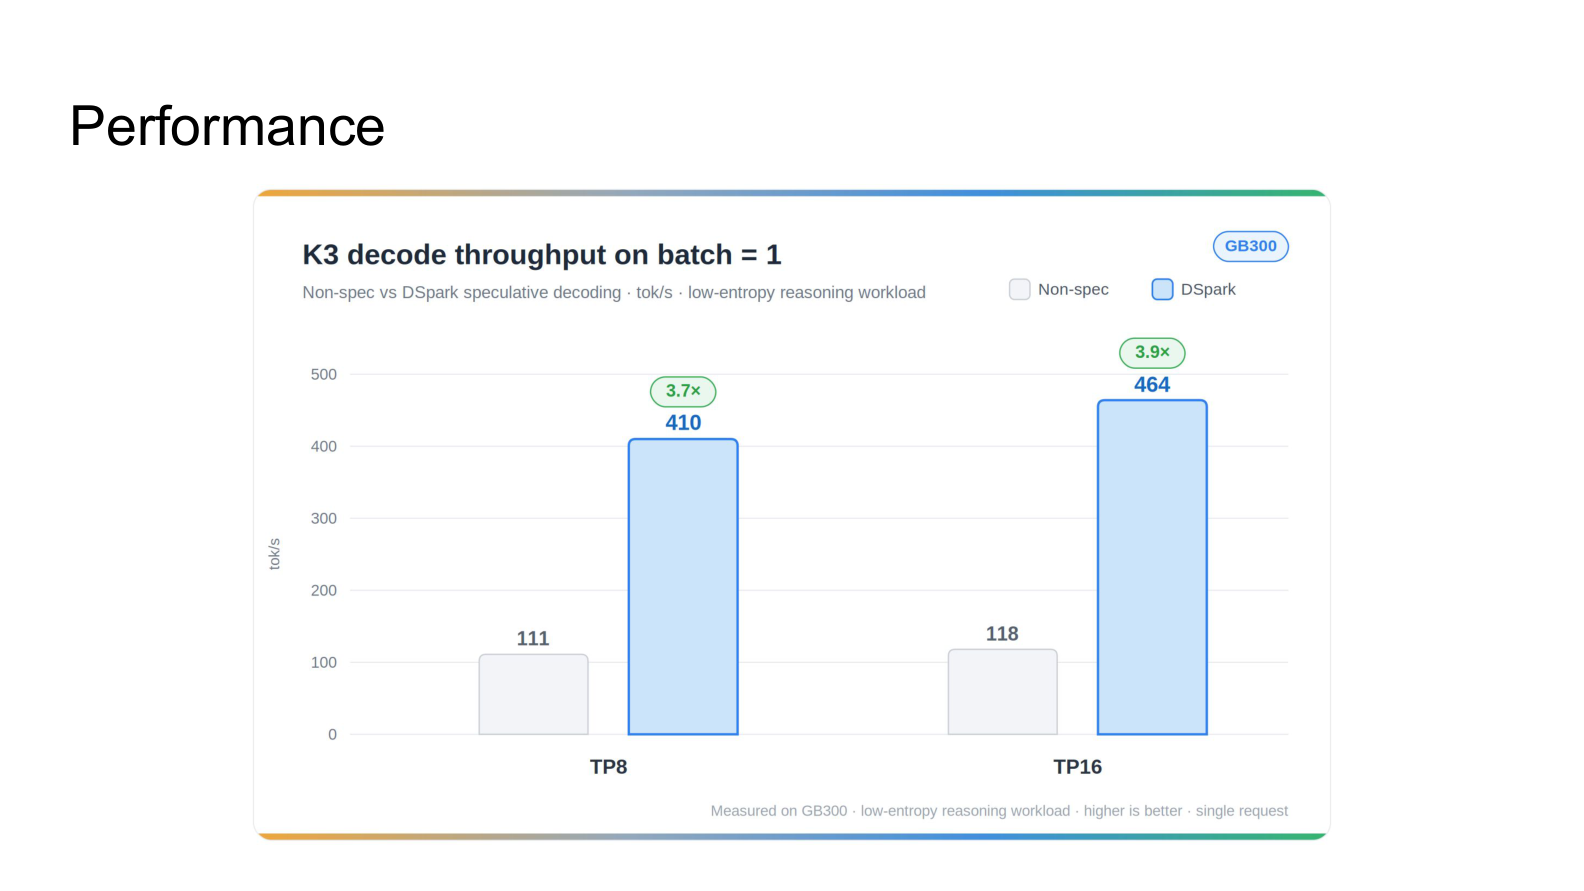 Performance
K3 decode throughput on batch = 1
GB300
Non-spec vs DSpark speculative decoding · tok/s · low-entropy reasoning workload
Non-spec
DSpark
tok/s
500
400
300
200
100
0
111
3.7×
410
118
3.9×
464
TP8
TP16
Measured on GB300 · low-entropy reasoning workload · higher is better · single request